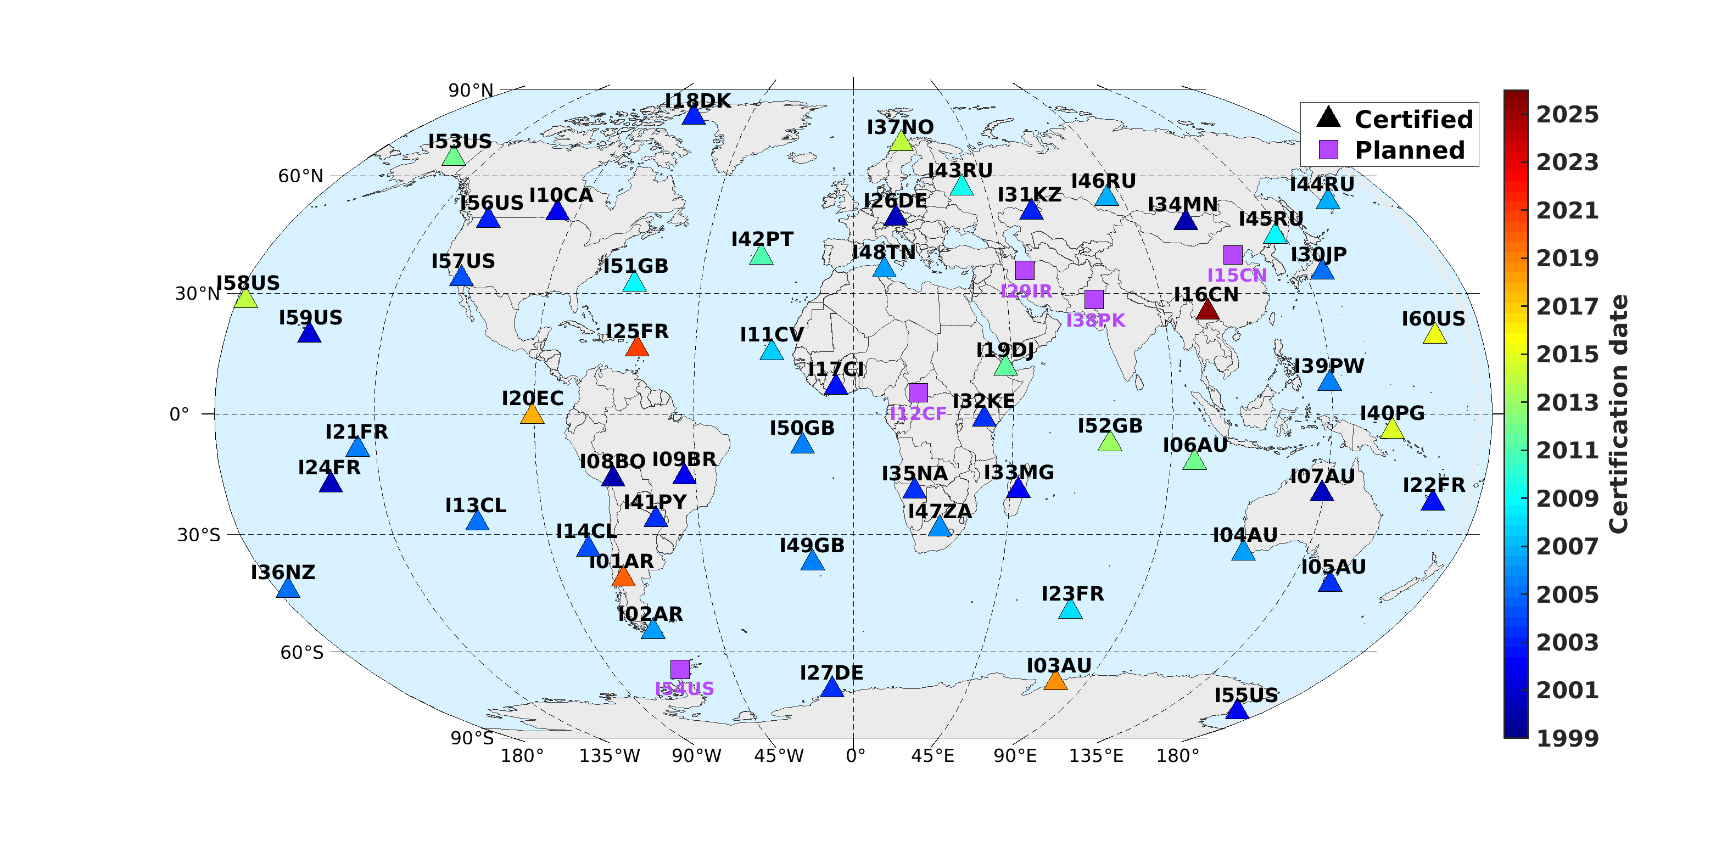 90°N
I18DK
Certified
Planned
I53US
I37NO
60°N
I43RU
I46RU
I44RU
I56US
I10CA
I26DE
I31KZ
I34MN
I45RU
I42PT
I48TN
I30JP
I57US
I51GB
I15CN
I58US
30°N
I29IR
I16CN
I59US
I38PK
I60US
I25FR
I11CV
I19DJ
I17CI
I39PW
I20EC
I32KE
0°
I12CF
I40PG
I21FR
I50GB
I52GB
I06AU
I24FR
I08BO
I09BR
I35NA
I33MG
I07AU
I22FR
I13CL
I41PY
I47ZA
30°S
I14CL
I04AU
I49GB
I01AR
I36NZ
I05AU
I23FR
I02AR
60°S
I54US
I27DE
I03AU
I55US
90°S
180°
135°W
90°W
45°W
0°
45°E
90°E
135°E
180°
2025
2023
2021
2019
2017
2015
2013
2011
2009
2007
2005
2003
2001
1999
Certification date